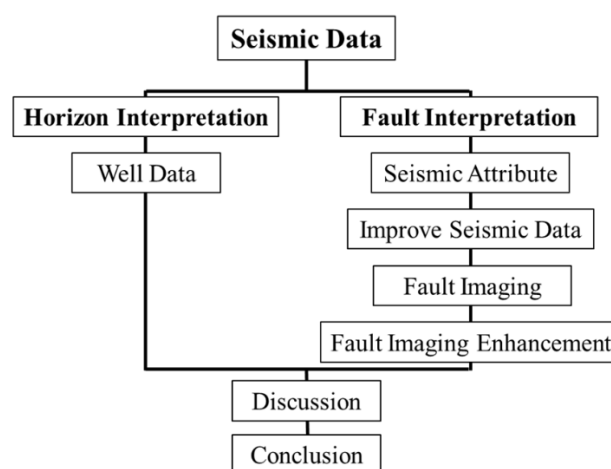 Seismic Data
Horizon Interpretation
Fault Interpretation
Well Data
Seismic Attribute
Improve Seismic Data
Fault Imaging
Fault Imaging Enhancement
Discussion
Conclusion